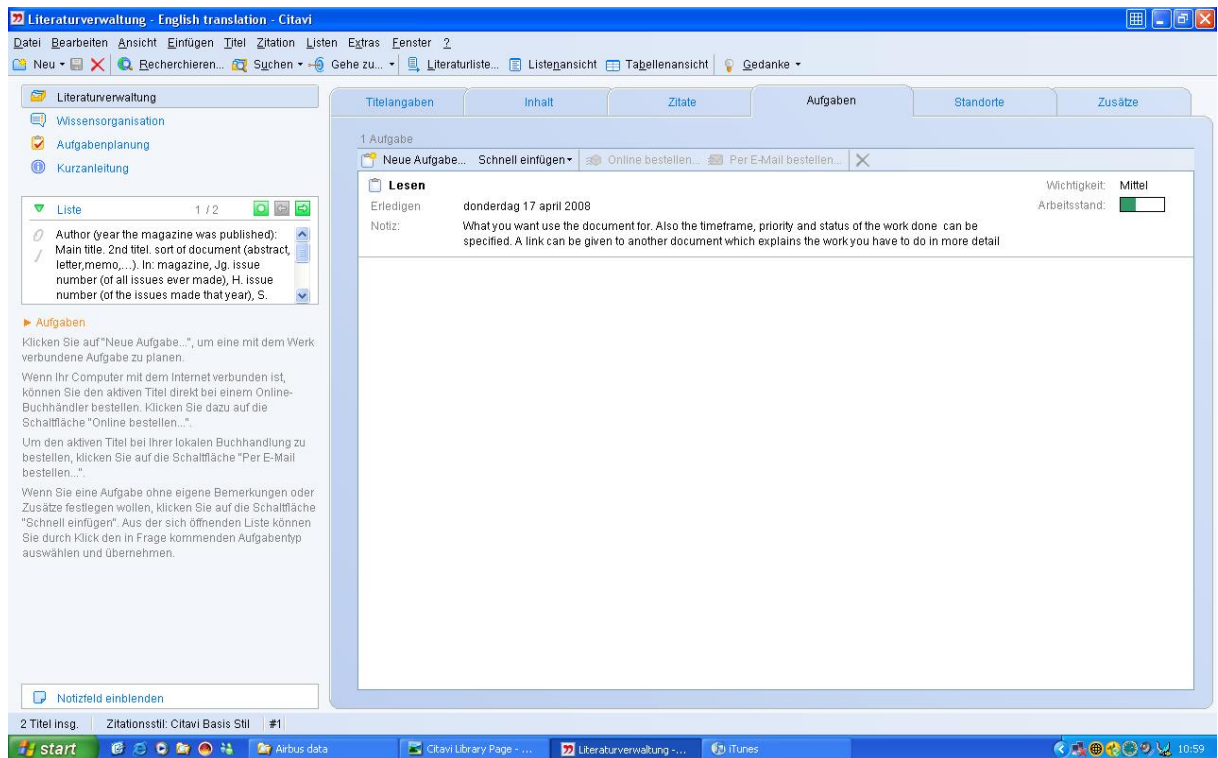 Literaturverwaltung - English translation - Citavi
Datei Bearbeiten Ansicht Einfügen Titel Zitation Listen Extras Fenster ?
Neu Recherchieren... Suchen Gehe zu... Literaturliste... Listenansicht Tabellenansicht Gedanke
Literaturverwaltung
Wissensorganisation
Aufgabenplanung
Kurzanleitung
Liste 1 / 2
Author (year the magazine was published):
Main title. 2nd titel. sort of document (abstract,
letter,memo,...). In: magazine, Jg. issue
number (of all issues ever made), H. issue
number (of the issues made that year), S.
Aufgaben
Klicken Sie auf "Neue Aufgabe...", um eine mit dem Werk
verbundene Aufgabe zu planen.
Wenn Ihr Computer mit dem Internet verbunden ist,
können Sie den aktiven Titel direkt bei einem Online-
Buchhändler bestellen. Klicken Sie dazu auf die
Schaltfläche "Online bestellen...".
Um den aktiven Titel bei Ihrer lokalen Buchhandlung zu
bestellen, klicken Sie auf die Schaltfläche "Per E-Mail
bestellen...".
Wenn Sie eine Aufgabe ohne eigene Bemerkungen oder
Zusätze festlegen wollen, klicken Sie auf die Schaltfläche
"Schnell einfügen". Aus der sich öffnenden Liste können
Sie durch Klick den in Frage kommenden Aufgabentyp
auswählen und übernehmen.
Notizfeld einblenden
Titelangaben Inhalt Zitate Aufgaben Standorte Zusätze
1 Aufgabe
Neue Aufgabe... Schnell einfügen Online bestellen... Per E-Mail bestellen...
Lesen Wichtigkeit: Mittel
Erledigen donderdag 17 april 2008 Arbeitsstand:
Notiz: What you want use the document for. Also the timeframe, priority and status of the work done can be
specified. A link can be given to another document which explains the work you have to do in more detail
2 Titel insg. Zitationsstil: Citavi Basis Stil #1
start Airbus data Citavi Library Page - ... Literaturverwaltung -... iTunes 10:59